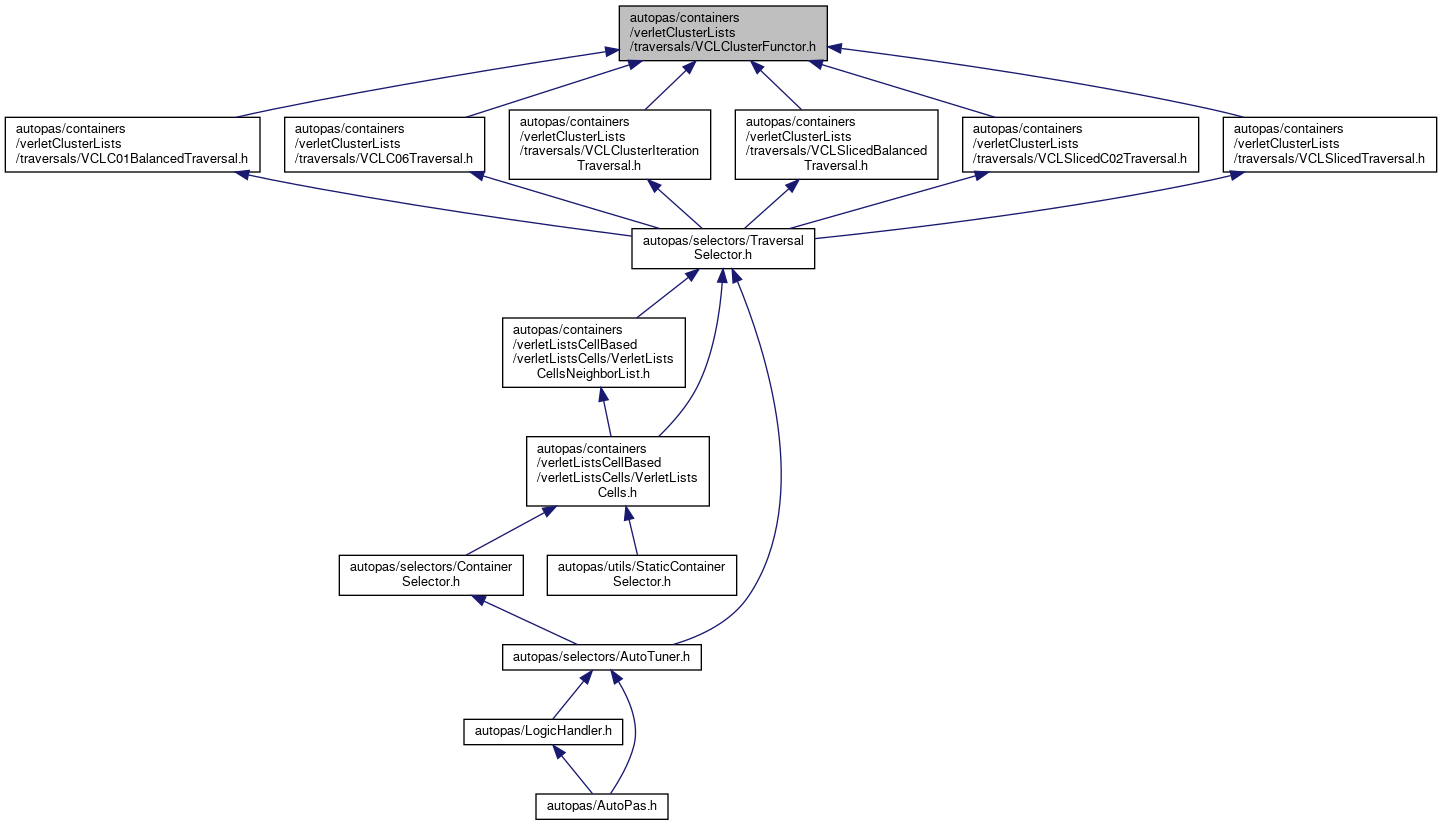 autopas/containers
/verletClusterLists
/traversals/VCLClusterFunctor.h
autopas/containers
/verletClusterLists
/traversals/VCLC01BalancedTraversal.h
autopas/containers
/verletClusterLists
/traversals/VCLC06Traversal.h
autopas/containers
/verletClusterLists
/traversals/VCLClusterIteration
Traversal.h
autopas/containers
/verletClusterLists
/traversals/VCLSlicedBalanced
Traversal.h
autopas/containers
/verletClusterLists
/traversals/VCLSlicedC02Traversal.h
autopas/containers
/verletClusterLists
/traversals/VCLSlicedTraversal.h
autopas/selectors/Traversal
Selector.h
autopas/containers
/verletListsCellBased
/verletListsCells/VerletLists
CellsNeighborList.h
autopas/containers
/verletListsCellBased
/verletListsCells/VerletLists
Cells.h
autopas/selectors/Container
Selector.h
autopas/utils/StaticContainer
Selector.h
autopas/selectors/AutoTuner.h
autopas/LogicHandler.h
autopas/AutoPas.h